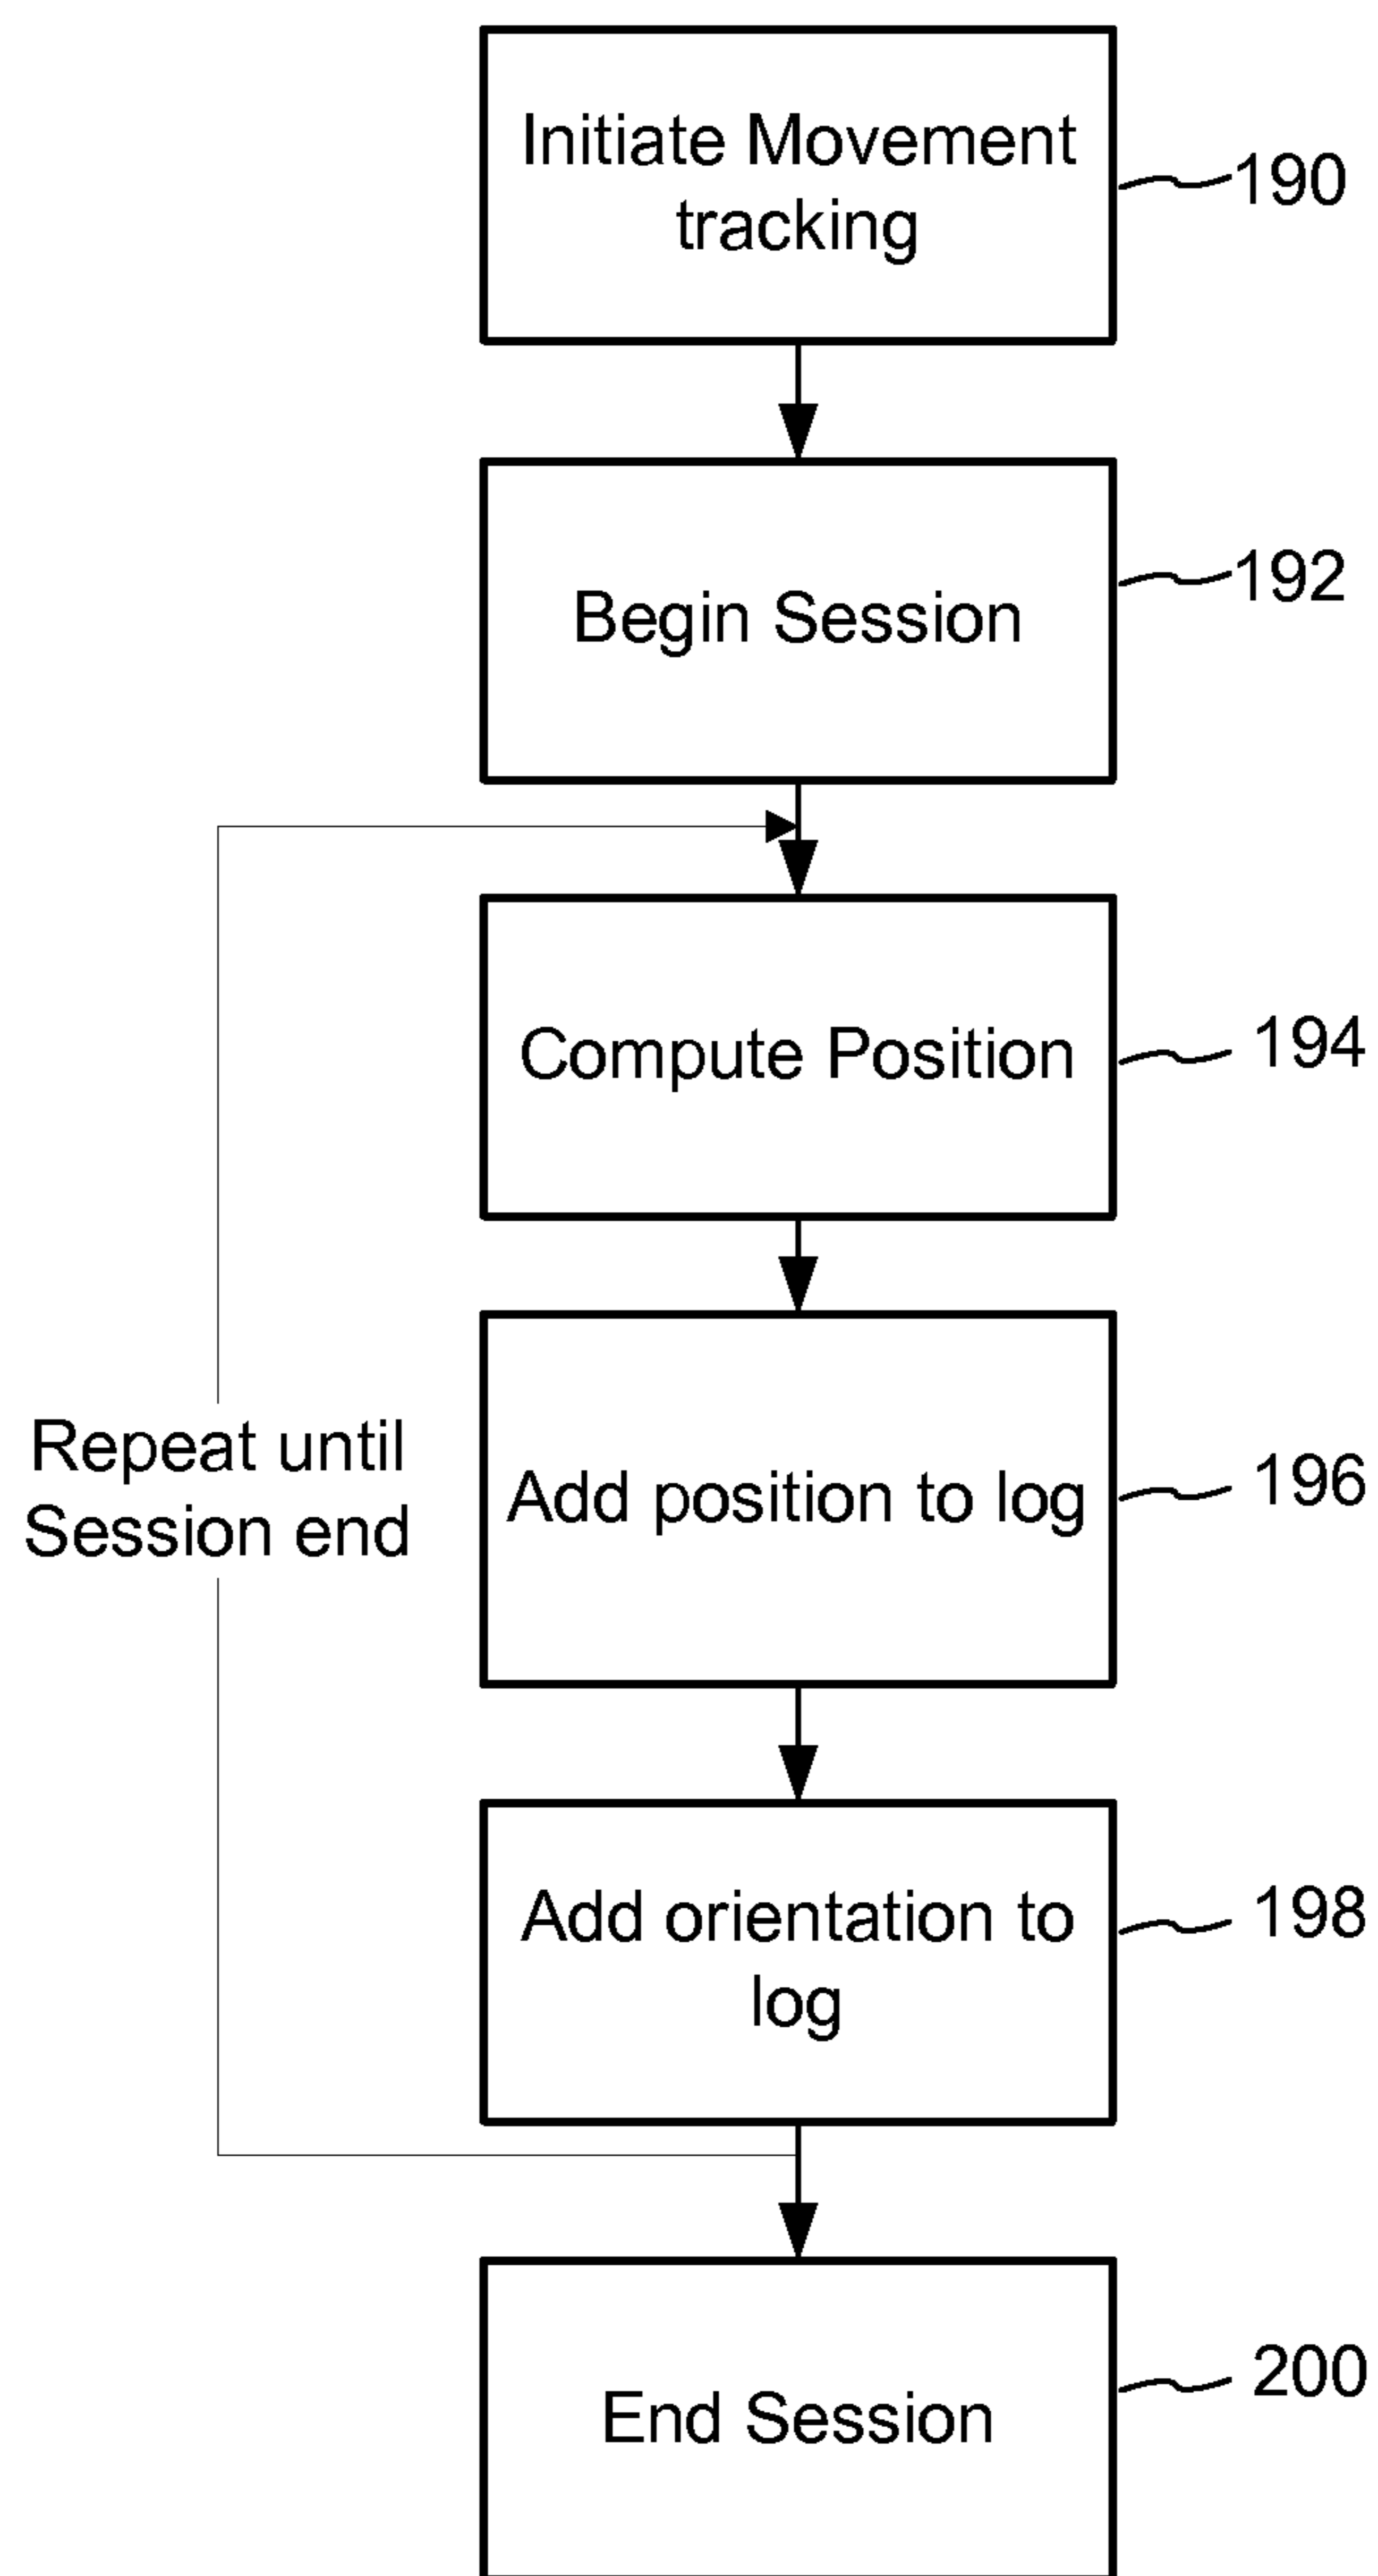 Initiate Movement
tracking
190
Begin Session
192
Compute Position
194
Repeat until
Session end
Add position to log
196
Add orientation to
log
198
End Session
200